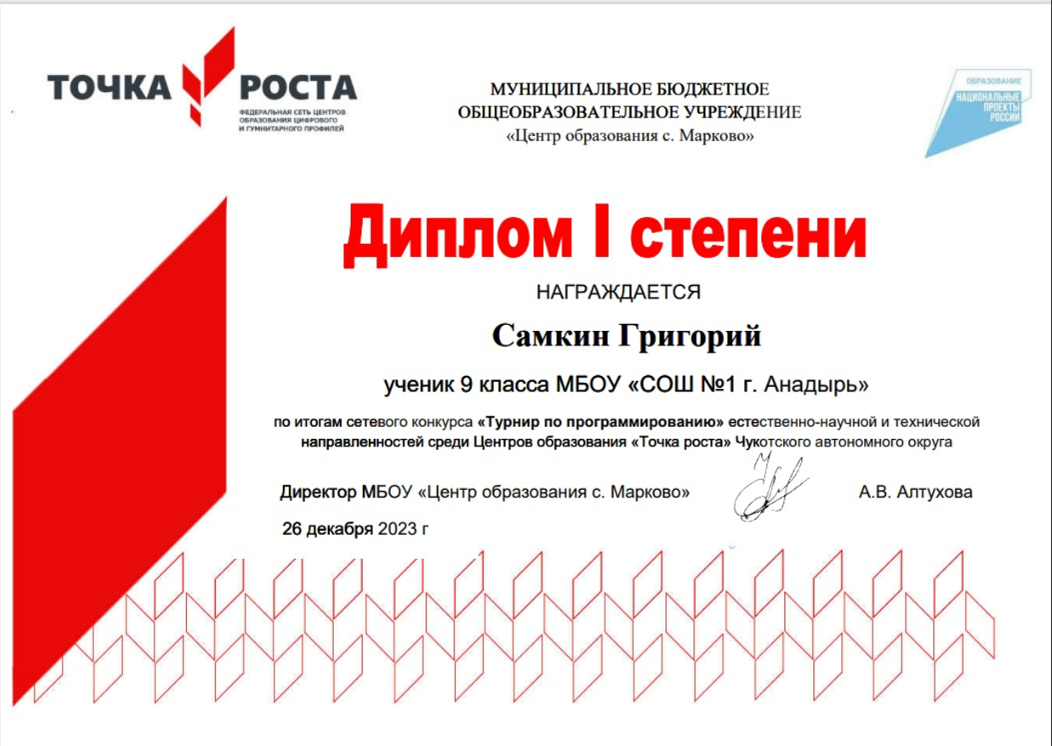 ТОЧКА РОСТА
ФЕДЕРАЛЬНАЯ СЕТЬ ЦЕНТРОВ
ОБРАЗОВАНИЯ ЦИФРОВОГО
И ГУМНИТАРНОГО ПРОФИЛЕЙ
МУНИЦИПАЛЬНОЕ БЮДЖЕТНОЕ
ОБЩЕОБРАЗОВАТЕЛЬНОЕ УЧРЕЖДЕНИЕ
«Центр образования с. Марково»
ОБРАЗОВАНИЕ
НАЦИОНАЛЬНЫЕ
ПРОЕКТЫ
РОССИИ
Диплом I степени
НАГРАЖДАЕТСЯ
Самкин Григорий
ученик 9 класса МБОУ «СОШ №1 г. Анадырь»
по итогам сетевого конкурса «Турнир по программированию» естественно-научной и технической
направленностей среди Центров образования «Точка роста» Чукотского автономного округа
Директор МБОУ «Центр образования с. Марково» А.В. Алтухова
26 декабря 2023 г